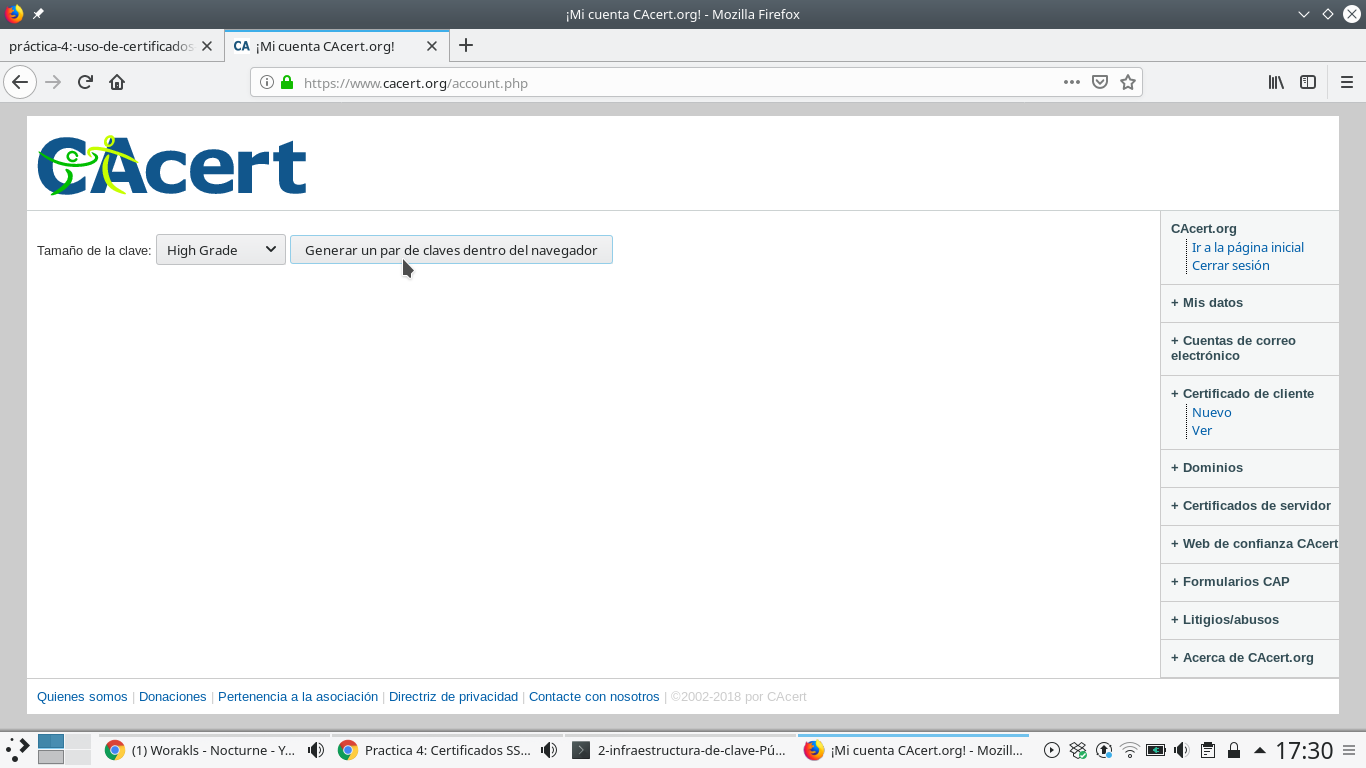 ¡Mi cuenta CAcert.org! - Mozilla Firefox
práctica-4:-uso-de-certificados
CA ¡Mi cuenta CAcert.org!
https://www.cacert.org/account.php
CAcert
Tamaño de la clave: High Grade Generar un par de claves dentro del navegador
CAcert.org
Ir a la página inicial
Cerrar sesión
+ Mis datos
+ Cuentas de correo
electrónico
+ Certificado de cliente
Nuevo
Ver
+ Dominios
+ Certificados de servidor
+ Web de confianza CAcert
+ Formularios CAP
+ Litigios/abusos
+ Acerca de CAcert.org
Quienes somos | Donaciones | Pertenencia a la asociación | Directriz de privacidad | Contacte con nosotros | ©2002-2018 por CAcert
(1) Worakls - Nocturne - Y... Practica 4: Certificados SS... 2-infraestructura-de-clave-Pú... ¡Mi cuenta CAcert.org! - Mozill... 17:30